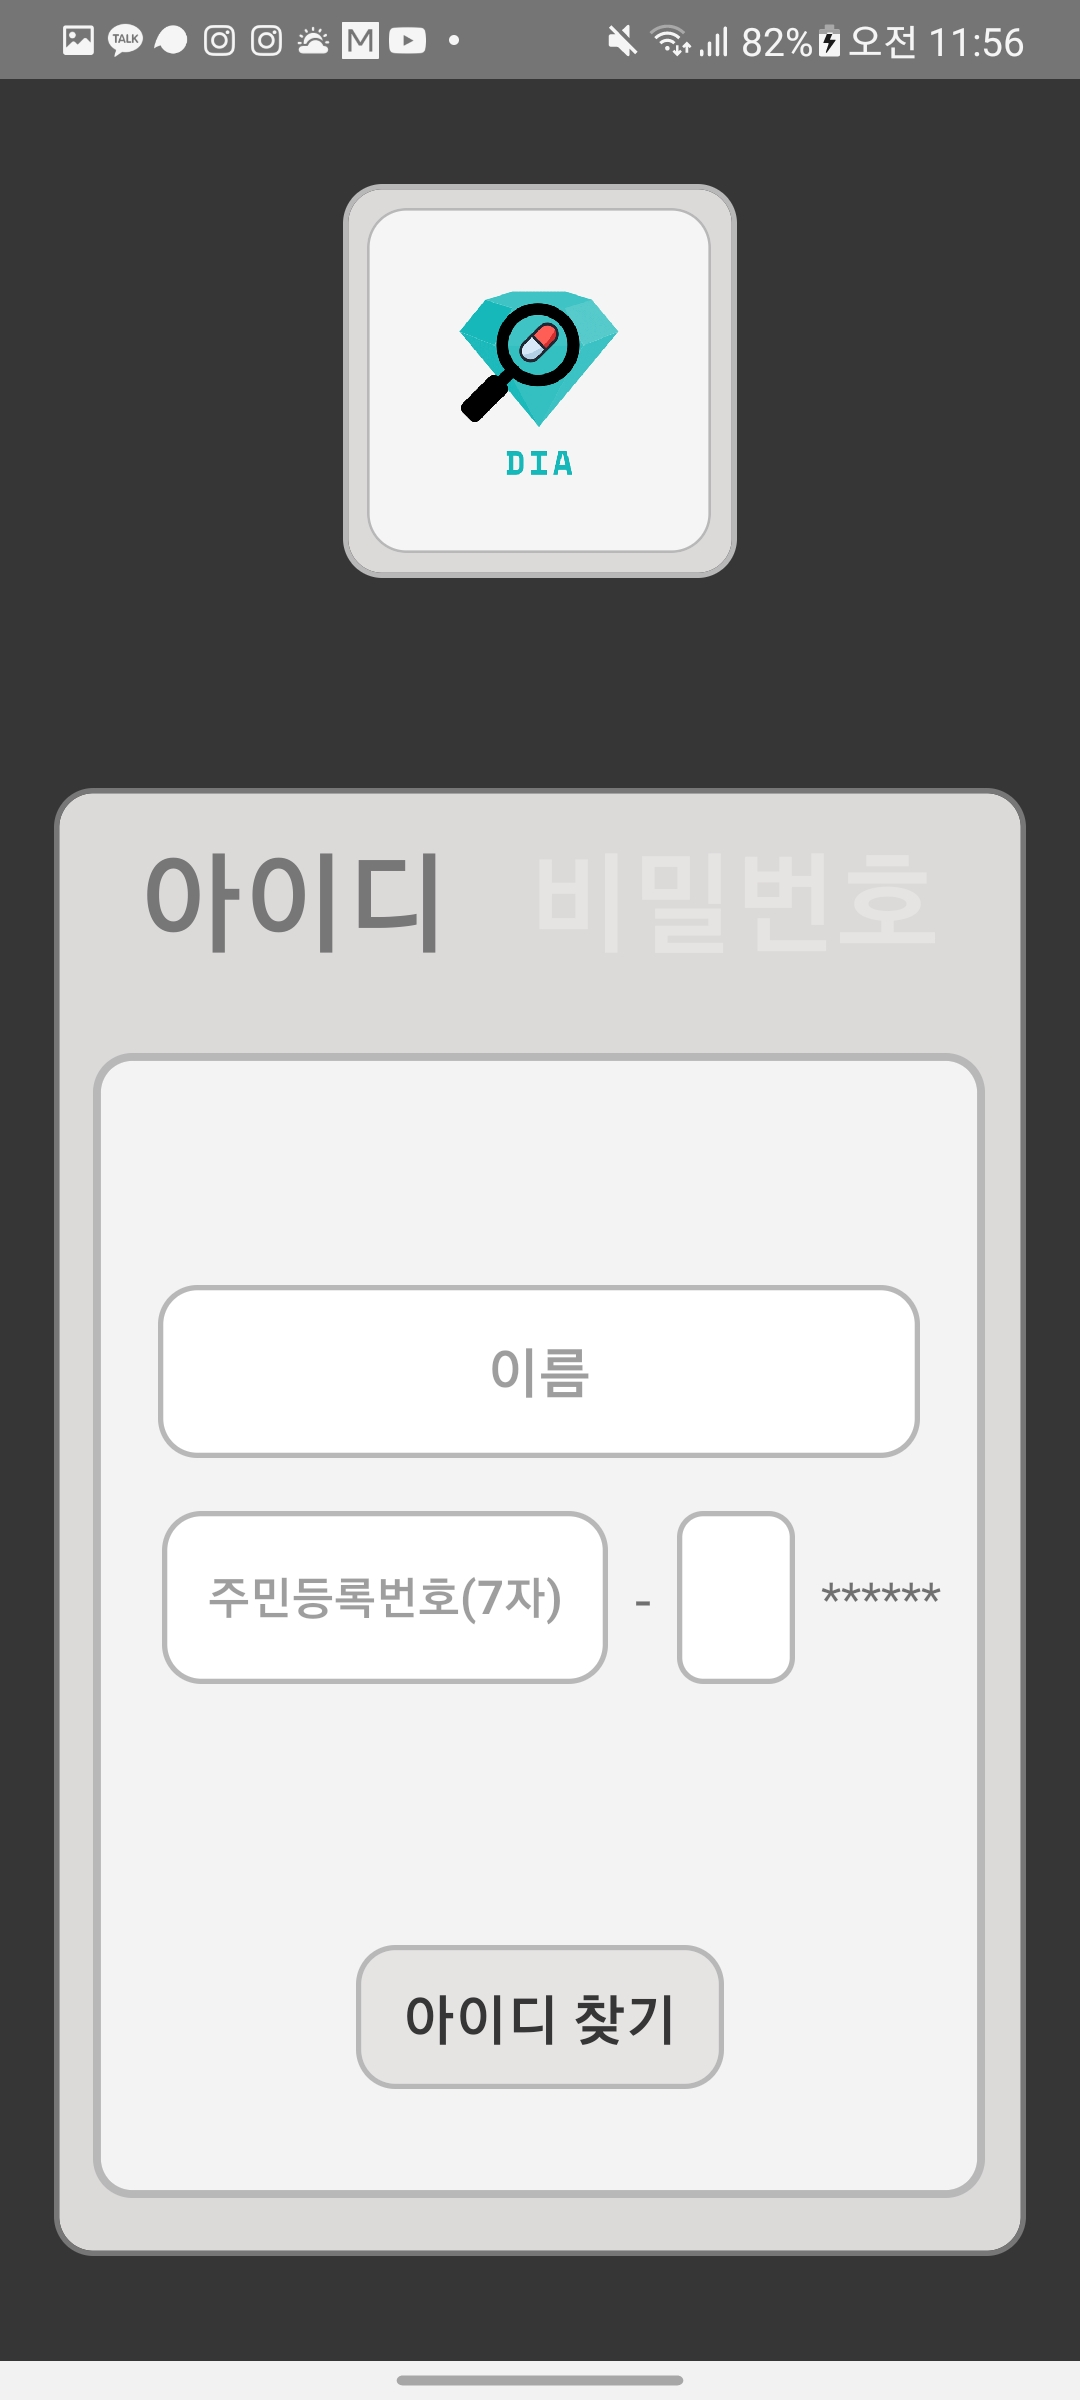 TALK M 82% 오전 11:56
DIA
아이디 비밀번호
이름
주민등록번호(7자) - ******
아이디 찾기